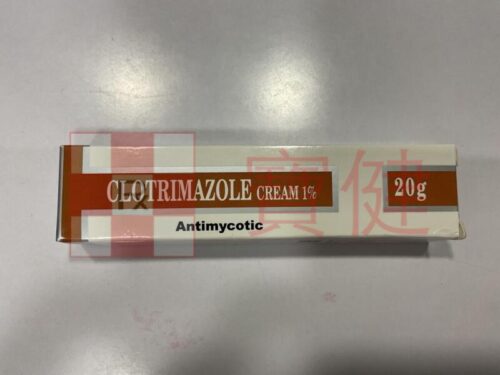 CLOTRIMAZOLE CREAM 1%
20g
Antimycotic
寶健